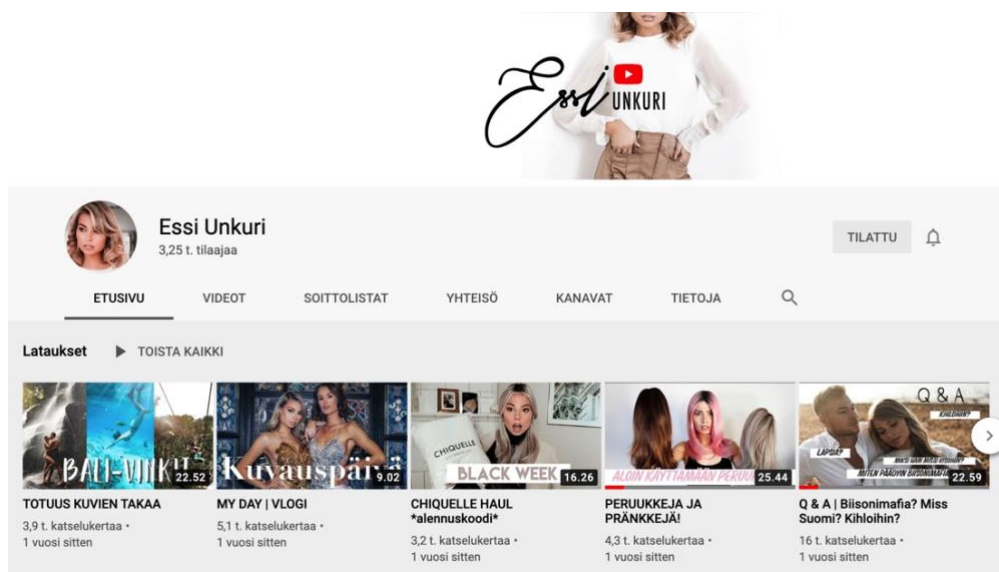 Essi UNKURI
Essi Unkuri
3,25 t. tilaajaa
TILATTU
ETUSIVU VIDEOT SOITTOLISTAT YHTEISÖ KANAVAT TIETOJA
Lataukset TOISTA KAIKKI
BALI-VINKIT
22.52
TOTUUS KUVIEN TAKAA
3,9 t. katselukertaa •
1 vuosi sitten
Kuvauspäivä
9.02
MY DAY | VLOGI
5,1 t. katselukertaa •
1 vuosi sitten
CHIQUELLE
BLACK WEEK
16.26
CHIQUELLE HAUL
*alennuskoodi*
3,2 t. katselukertaa •
1 vuosi sitten
ALOIN KÄYTTÄMÄÄN
25.44
PERUUKKEJA JA
PRÄNKKEJÄ!
4,3 t. katselukertaa •
1 vuosi sitten
Q & A
KIHLOIHIN?
LAPSIA?
MITEN PÄÄDYIN BIISONIMAFIA
22.59
Q & A | Biisonimafia? Miss
Suomi? Kihloihin?
16 t. katselukertaa •
1 vuosi sitten